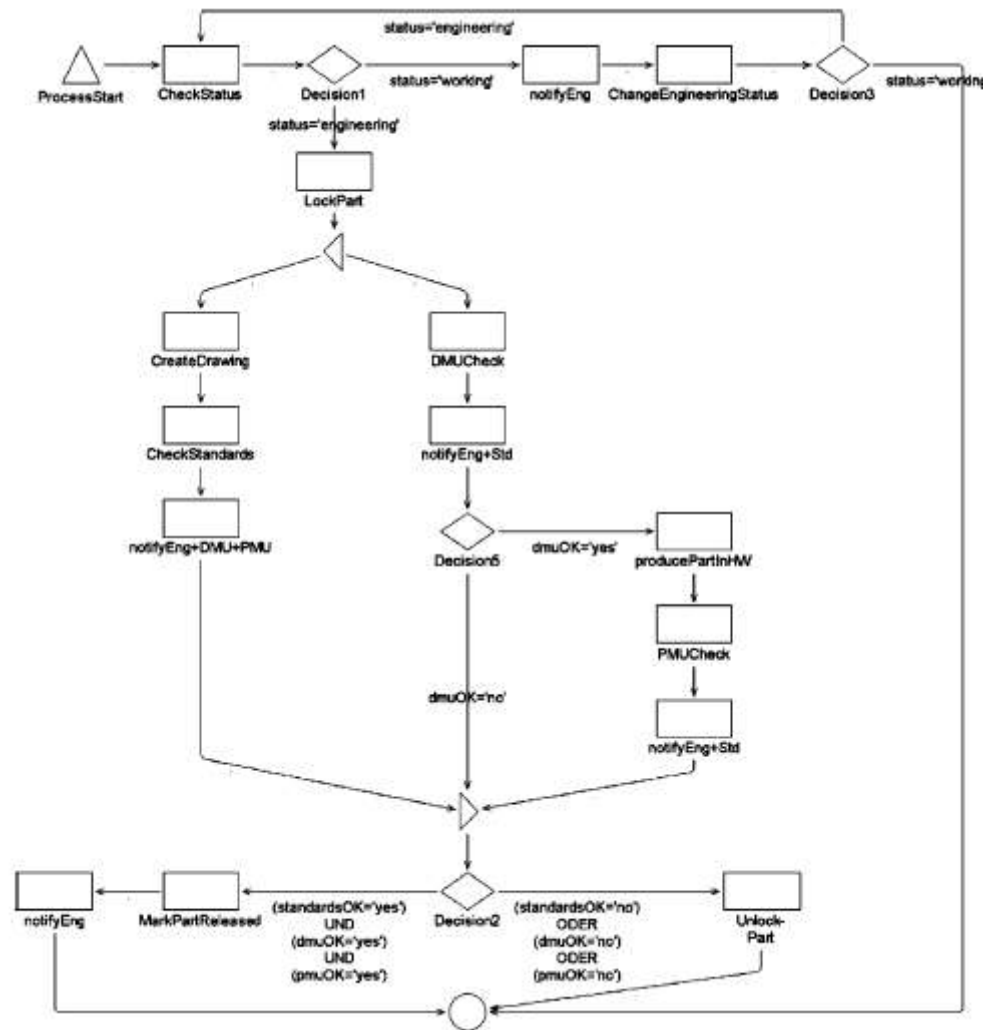 status='engineering'
ProcessStart
CheckStatus
Decision1
status='working'
notifyEng
ChangeEngineeringStatus
Decision3
status='working'
status='engineering'
LockPart
CreateDrawing
DMUCheck
CheckStandards
notifyEng+Std
notifyEng+DMU+PMU
Decision5
dmuOK='yes'
producePartInHW
PMUCheck
dmuOK='no'
notifyEng+Std
notifyEng
MarkPartReleased
(standardsOK='yes')
UND
(dmuOK='yes')
UND
(pmuOK='yes')
Decision2
(standardsOK='no')
ODER
(dmuOK='no')
ODER
(pmuOK='no')
Unlock-
Part